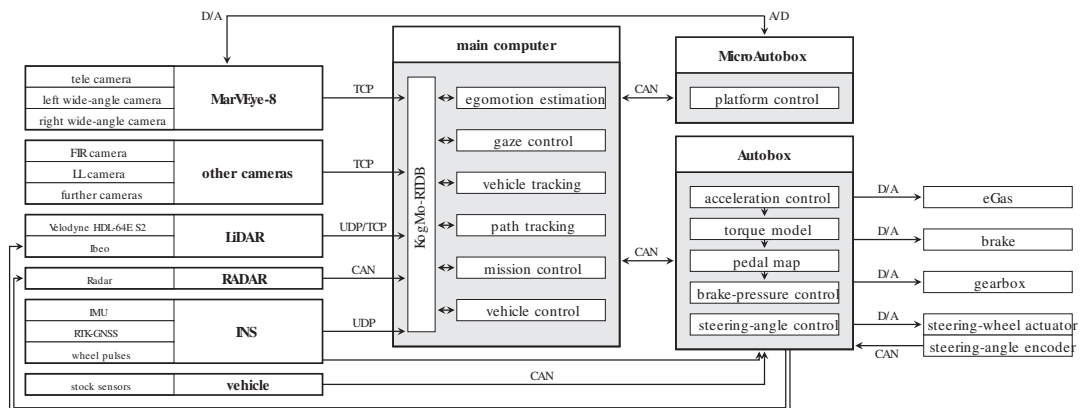 D/A
A/D
main computer
MicroAutobox
platform control
tele camera
left wide-angle camera
right wide-angle camera
MarVEye-8
TCP
KogMo-RTDB
egomotion estimation
CAN
gaze control
Autobox
FIR camera
LL camera
further cameras
other cameras
TCP
vehicle tracking
acceleration control
D/A
eGas
Velodyne HDL-64E S2
Ibeo
LiDAR
UDP/TCP
path tracking
torque model
D/A
brake
pedal map
CAN
Radar
RADAR
CAN
mission control
brake-pressure control
D/A
gearbox
IMU
RTK-GNSS
wheel pulses
INS
UDP
vehicle control
steering-angle control
D/A
steering-wheel actuator
CAN
steering-angle encoder
stock sensors
vehicle
CAN